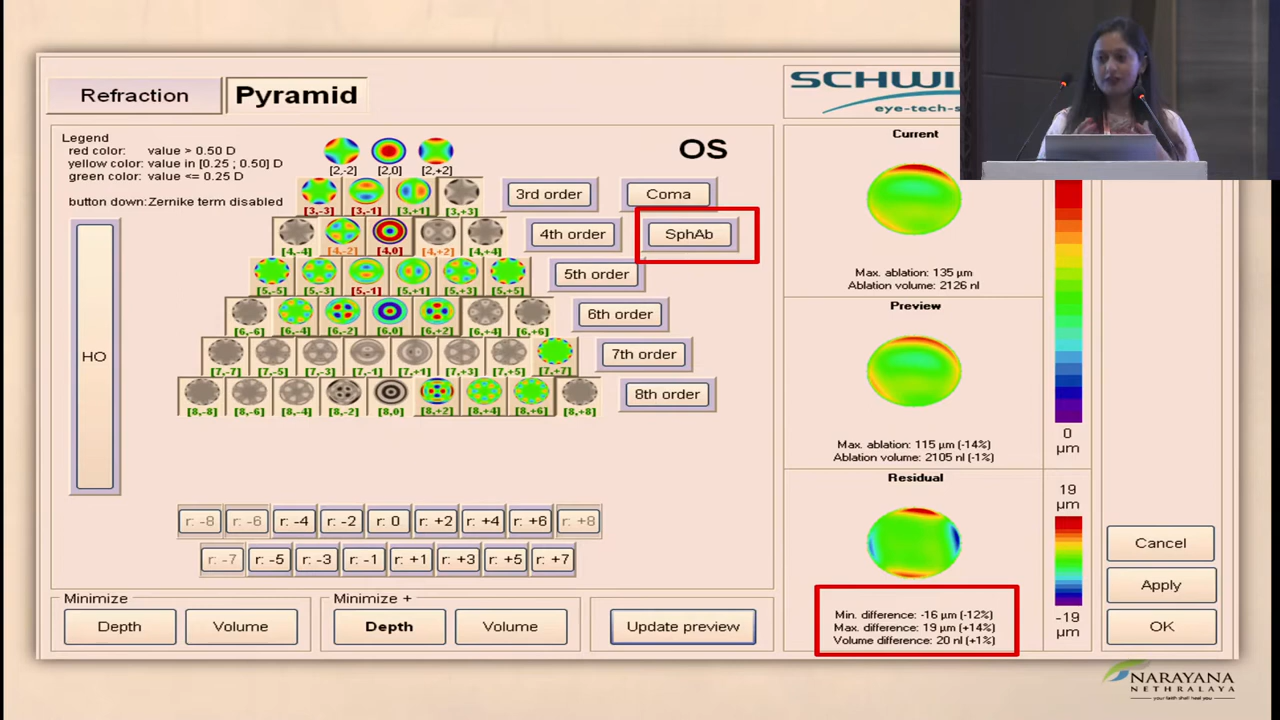 Refraction
Pyramid
SCHWI
eye-tech-s
Legend
red color: value > 0.50 D
yellow color: value in [0.25 ; 0.50] D
green color: value <= 0.25 D
button down: Zernike term disabled
OS
[2,-2] [2,0] [2,+2]
[3,-3] [3,-1] [3,+1] [3,+3]
3rd order
Coma
[4,-4] [4,-2] [4,0] [4,+2] [4,+4]
4th order
SphAb
[5,-5] [5,-3] [5,-1] [5,+1] [5,+3] [5,+5]
5th order
[6,-6] [6,-4] [6,-2] [6,0] [6,+2] [6,+4] [6,+6]
6th order
[7,-7] [7,-5] [7,-3] [7,-1] [7,+1] [7,+3] [7,+5] [7,+7]
7th order
[8,-8] [8,-6] [8,-4] [8,-2] [8,0] [8,+2] [8,+4] [8,+6] [8,+8]
8th order
HO
r: -8 r: -6 r: -4 r: -2 r: 0 r: +2 r: +4 r: +6 r: +8
r: -7 r: -5 r: -3 r: -1 r: +1 r: +3 r: +5 r: +7
Minimize
Depth
Volume
Minimize +
Depth
Volume
Update preview
Current
Max. ablation: 135 µm
Ablation volume: 2126 nl
Preview
Max. ablation: 115 µm (-14%)
Ablation volume: 2105 nl (-1%)
Residual
Min. difference: -16 µm (-12%)
Max. difference: 19 µm (+14%)
Volume difference: 20 nl (+1%)
0
µm
19
µm
-19
µm
Cancel
Apply
OK
NARAYANA
NETHRALAYA
your faith shall heal you